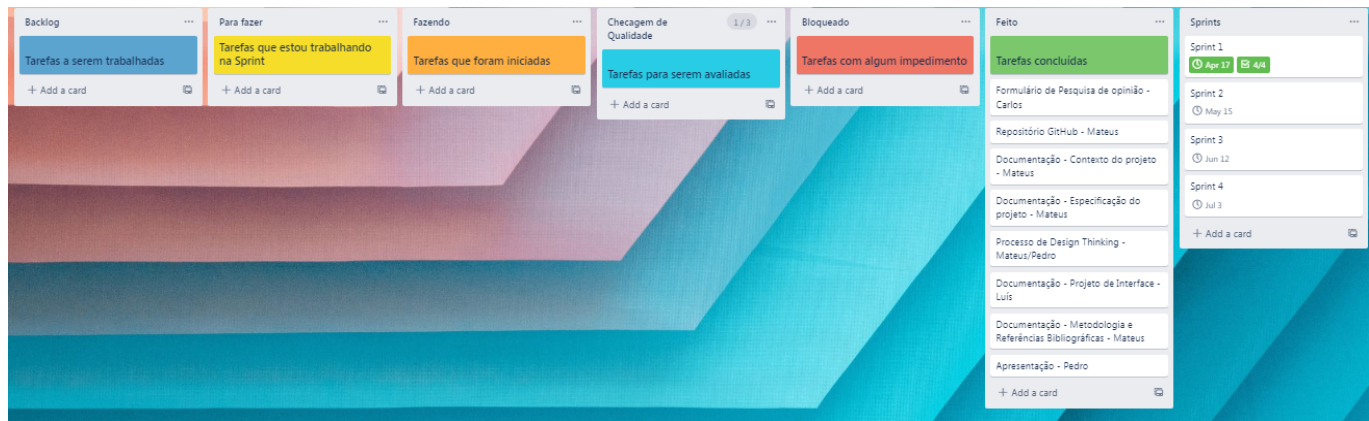 Backlog
Tarefas a serem trabalhadas
+ Add a card
Para fazer
Tarefas que estou trabalhando
na Sprint
+ Add a card
Fazendo
Tarefas que foram iniciadas
+ Add a card
Checagem de
Qualidade
1/3
Tarefas para serem avaliadas
+ Add a card
Bloqueado
Tarefas com algum impedimento
+ Add a card
Feito
Tarefas concluídas
Formulário de Pesquisa de opinião -
Carlos
Repositório GitHub - Mateus
Documentação - Contexto do projeto
- Mateus
Documentação - Especificação do
projeto - Mateus
Processo de Design Thinking -
Mateus/Pedro
Documentação - Projeto de Interface -
Luís
Documentação - Metodologia e
Referências Bibliográficas - Mateus
Apresentação - Pedro
+ Add a card
Sprints
Sprint 1
Apr 17 4/4
Sprint 2
May 15
Sprint 3
Jun 12
Sprint 4
Jul 3
+ Add a card